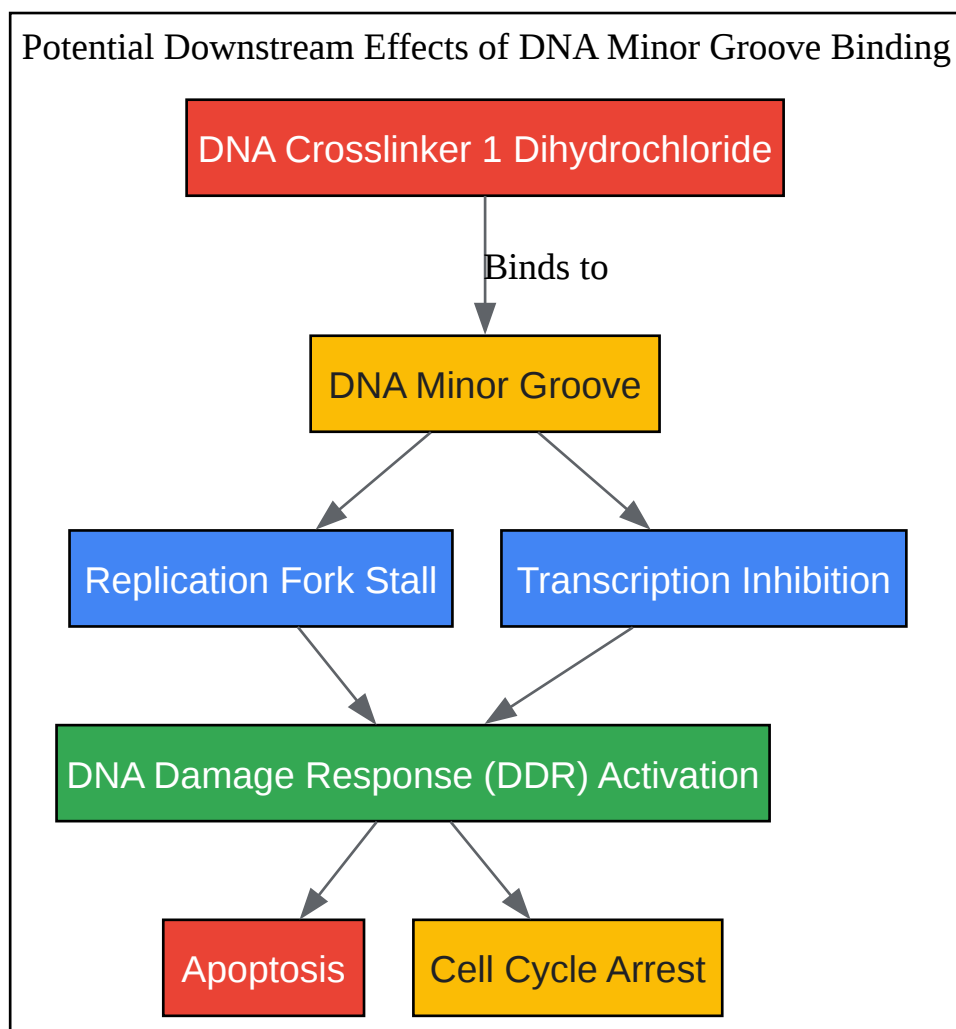 Potential Downstream Effects of DNA Minor Groove Binding
DNA Crosslinker 1 Dihydrochloride
Binds to
DNA Minor Groove
Replication Fork Stall
Transcription Inhibition
DNA Damage Response (DDR) Activation
Apoptosis
Cell Cycle Arrest